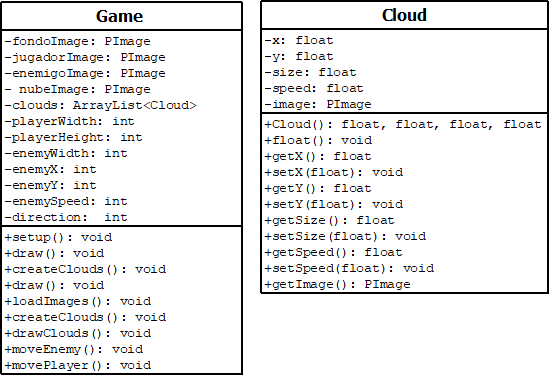 Game
-fondoImage: PImage
-jugadorImage: PImage
-enemigoImage: PImage
- nubeImage: PImage
-clouds: ArrayList<Cloud>
-playerWidth: int
-playerHeight: int
-enemyWidth: int
-enemyX: int
-enemyY: int
-enemySpeed: int
-direction:  int
+setup(): void
+draw(): void
+createClouds(): void
+draw(): void
+loadImages(): void
+createClouds(): void
+drawClouds(): void
+moveEnemy(): void
+movePlayer(): void
Cloud
-x: float
-y: float
-size: float
-speed: float
-image: PImage
+Cloud(): float, float, float, float
+float(): void
+getX(): float
+setX(float): void
+getY(): float
+setY(float): void
+getSize(): float
+setSize(float): void
+getSpeed(): float
+setSpeed(float): void
+getImage(): PImage